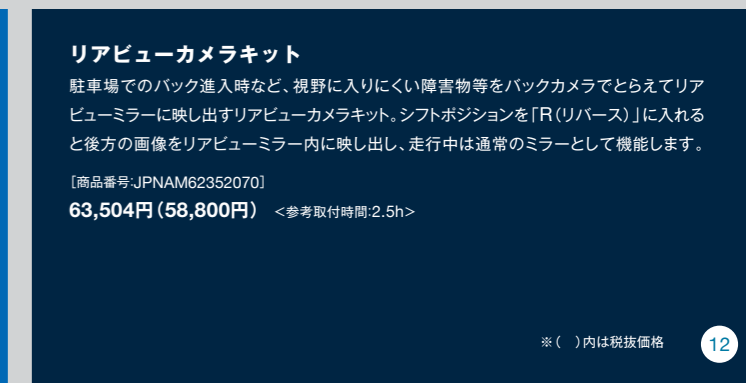 リアビューカメラキット
駐車場でのバック進入時など、視野に入りにくい障害物等をバックカメラでとらえてリア
ビューミラーに映し出すリアビューカメラキット。シフトポジションを「R(リバース)」に入れる
と後方の画像をリアビューミラー内に映し出し、走行中は通常のミラーとして機能します。
[商品番号:JPNAM62352070]
63,504円(58,800円) <参考取付時間:2.5h>
※(　)内は税抜価格
12